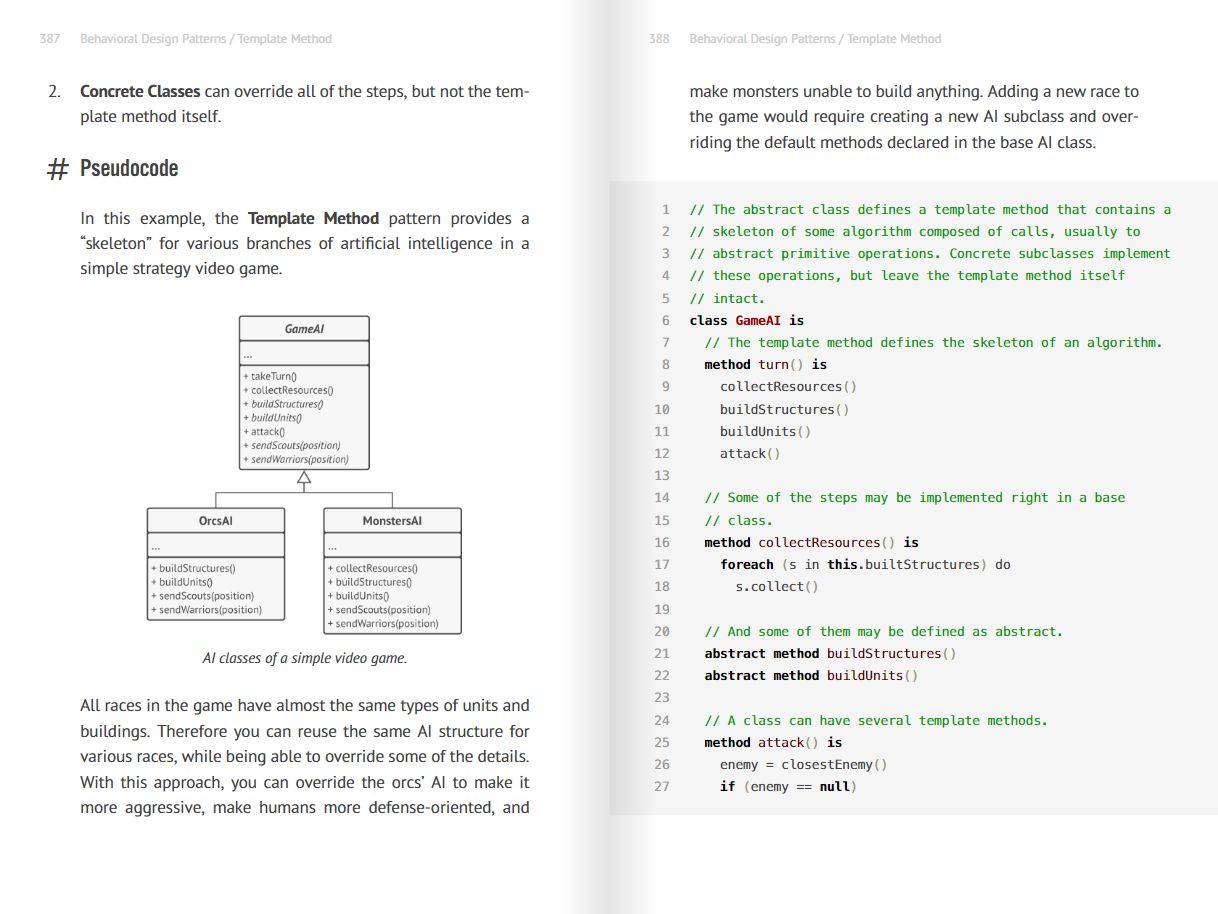 387 Behavioral Design Patterns / Template Method
2. Concrete Classes can override all of the steps, but not the tem-
plate method itself.
# Pseudocode
In this example, the Template Method pattern provides a
“skeleton” for various branches of artificial intelligence in a
simple strategy video game.
GameAI
...
+ takeTurn()
+ collectResources()
+ buildStructures()
+ buildUnits()
+ attack()
+ sendScouts(position)
+ sendWarriors(position)
OrcsAI
...
+ buildStructures()
+ buildUnits()
+ sendScouts(position)
+ sendWarriors(position)
MonstersAI
...
+ collectResources()
+ buildStructures()
+ buildUnits()
+ sendScouts(position)
+ sendWarriors(position)
AI classes of a simple video game.
All races in the game have almost the same types of units and
buildings. Therefore you can reuse the same AI structure for
various races, while being able to override some of the details.
With this approach, you can override the orcs’ AI to make it
more aggressive, make humans more defense-oriented, and
388 Behavioral Design Patterns / Template Method
make monsters unable to build anything. Adding a new race to
the game would require creating a new AI subclass and over-
riding the default methods declared in the base AI class.
1 // The abstract class defines a template method that contains a
2 // skeleton of some algorithm composed of calls, usually to
3 // abstract primitive operations. Concrete subclasses implement
4 // these operations, but leave the template method itself
5 // intact.
6 class GameAI is
7 // The template method defines the skeleton of an algorithm.
8 method turn() is
9 collectResources()
10 buildStructures()
11 buildUnits()
12 attack()
13
14 // Some of the steps may be implemented right in a base
15 // class.
16 method collectResources() is
17 foreach (s in this.builtStructures) do
18 s.collect()
19
20 // And some of them may be defined as abstract.
21 abstract method buildStructures()
22 abstract method buildUnits()
23
24 // A class can have several template methods.
25 method attack() is
26 enemy = closestEnemy()
27 if (enemy == null)